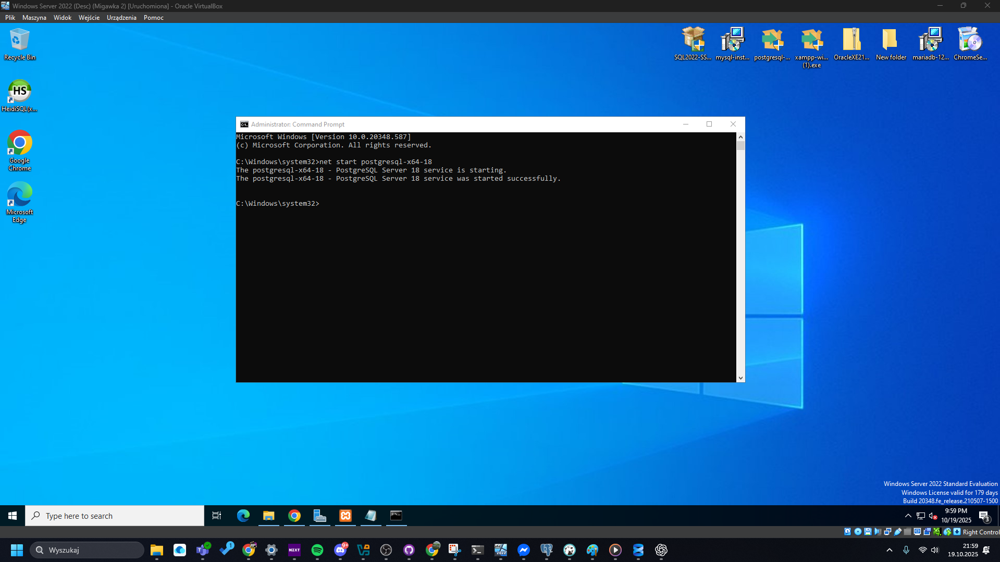 Windows Server 2022 (Desc) (Migawka 2) [Uruchomiona] - Oracle VirtualBox
Plik Maszyna Widok Wejście Urządzenia Pomoc
Recycle Bin
HS
HeidiSQL(x...
Google
Chrome
Microsoft
Edge
SQL2022-SS...
mysql-inst...
postgresql-...
xampp-wi...
(1).exe
OracleXE21...
New folder
mariadb-12...
ChromeSe...
Administrator: Command Prompt
Microsoft Windows [Version 10.0.20348.587]
(c) Microsoft Corporation. All rights reserved.
C:\Windows\system32>net start postgresql-x64-18
The postgresql-x64-18 - PostgreSQL Server 18 service is starting.
The postgresql-x64-18 - PostgreSQL Server 18 service was started successfully.
C:\Windows\system32>
Windows Server 2022 Standard Evaluation
Windows License valid for 179 days
Build 20348.fe_release.210507-1500
Type here to search
9:59 PM
10/19/2025
3
Right Control
Wyszukaj
1
NZXT
9+
21:59
19.10.2025